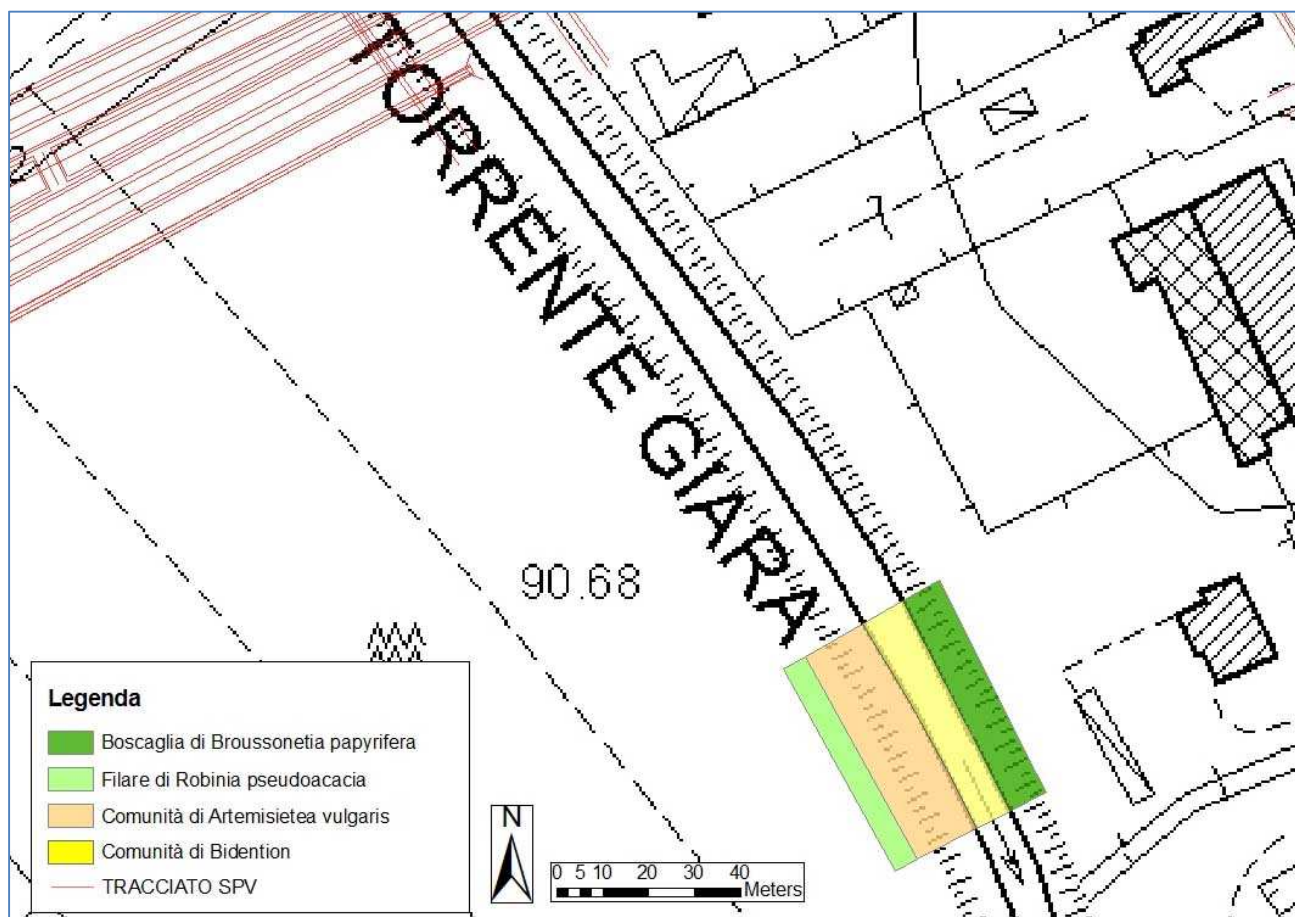 TORRENTE GIARA
90.68
Legenda
Boscaglia di Broussonetia papyrifera
Filare di Robinia pseudoacacia
Comunità di Artemisietea vulgaris
Comunità di Bidention
TRACCIATO SPV
N
0 5 10 20 30 40
Meters